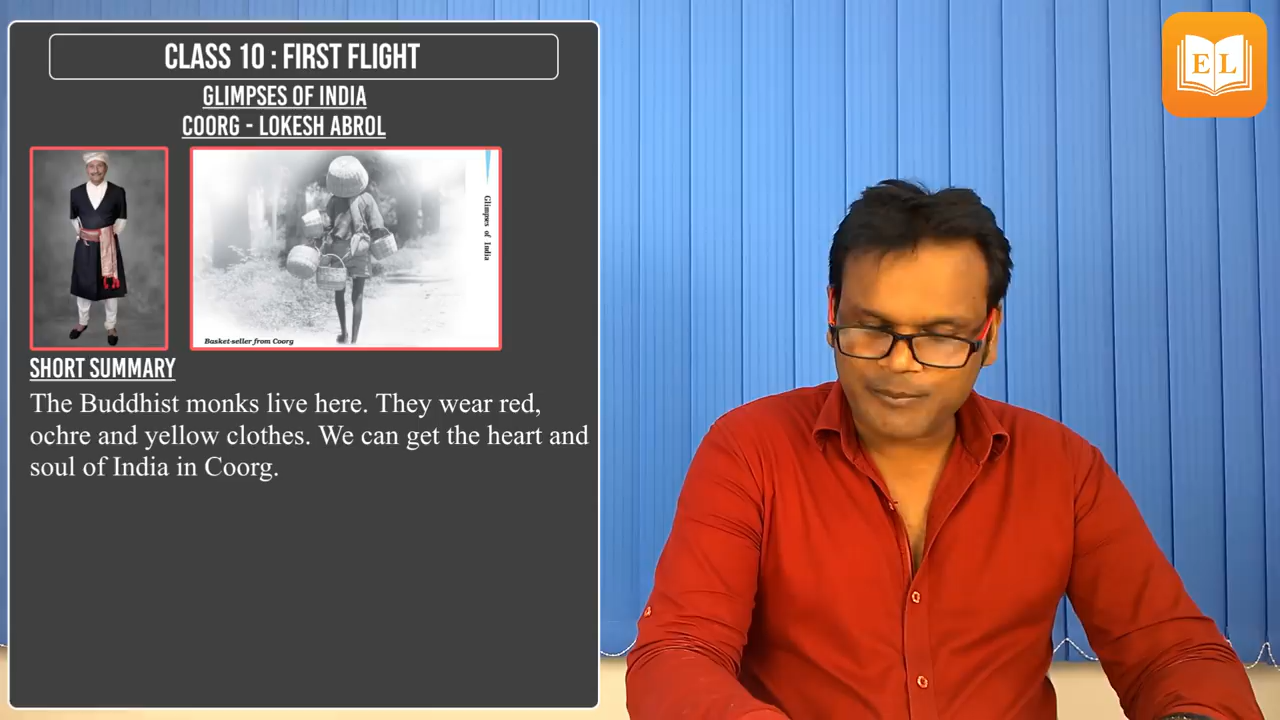 CLASS 10 : FIRST FLIGHT
GLIMPSES OF INDIA
COORG - LOKESH ABROL
Glimpses of India
Basket-seller from Coorg
SHORT SUMMARY
The Buddhist monks live here. They wear red,
ochre and yellow clothes. We can get the heart and
soul of India in Coorg.
EL